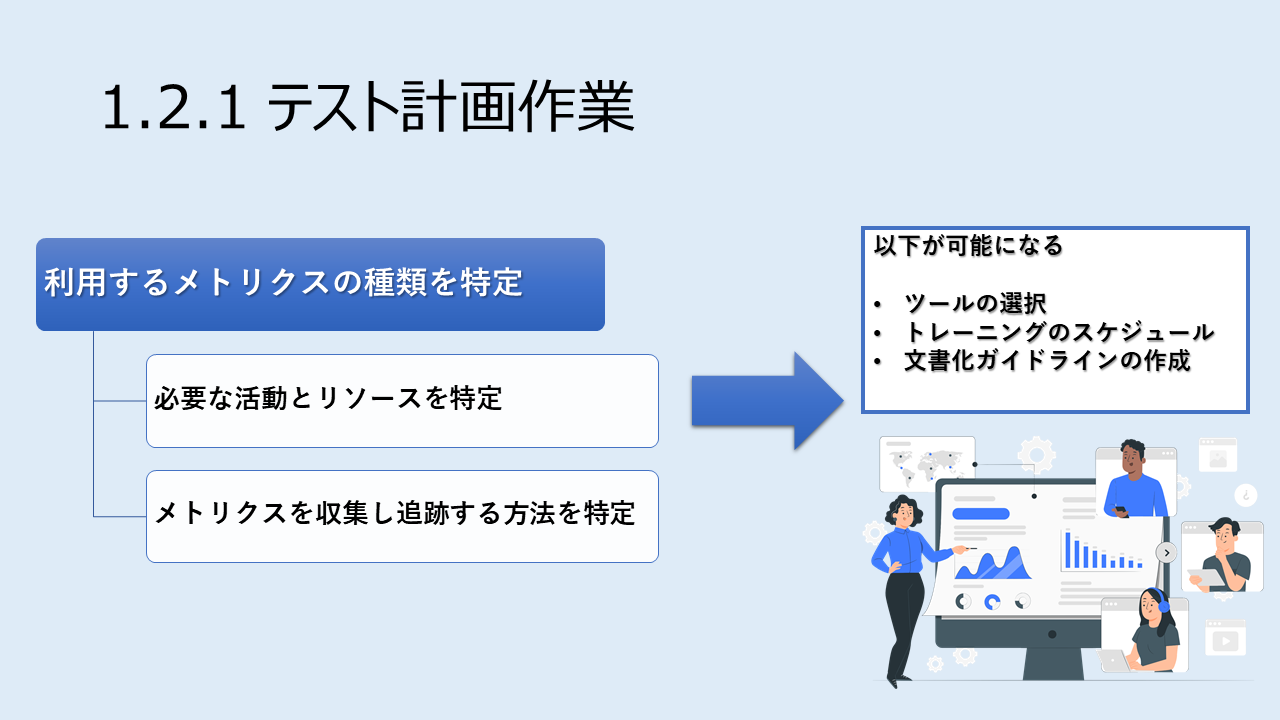 1.2.1 テスト計画作業
利用するメトリクスの種類を特定
必要な活動とリソースを特定
メトリクスを収集し追跡する方法を特定
以下が可能になる
• ツールの選択
• トレーニングのスケジュール
• 文書化ガイドラインの作成